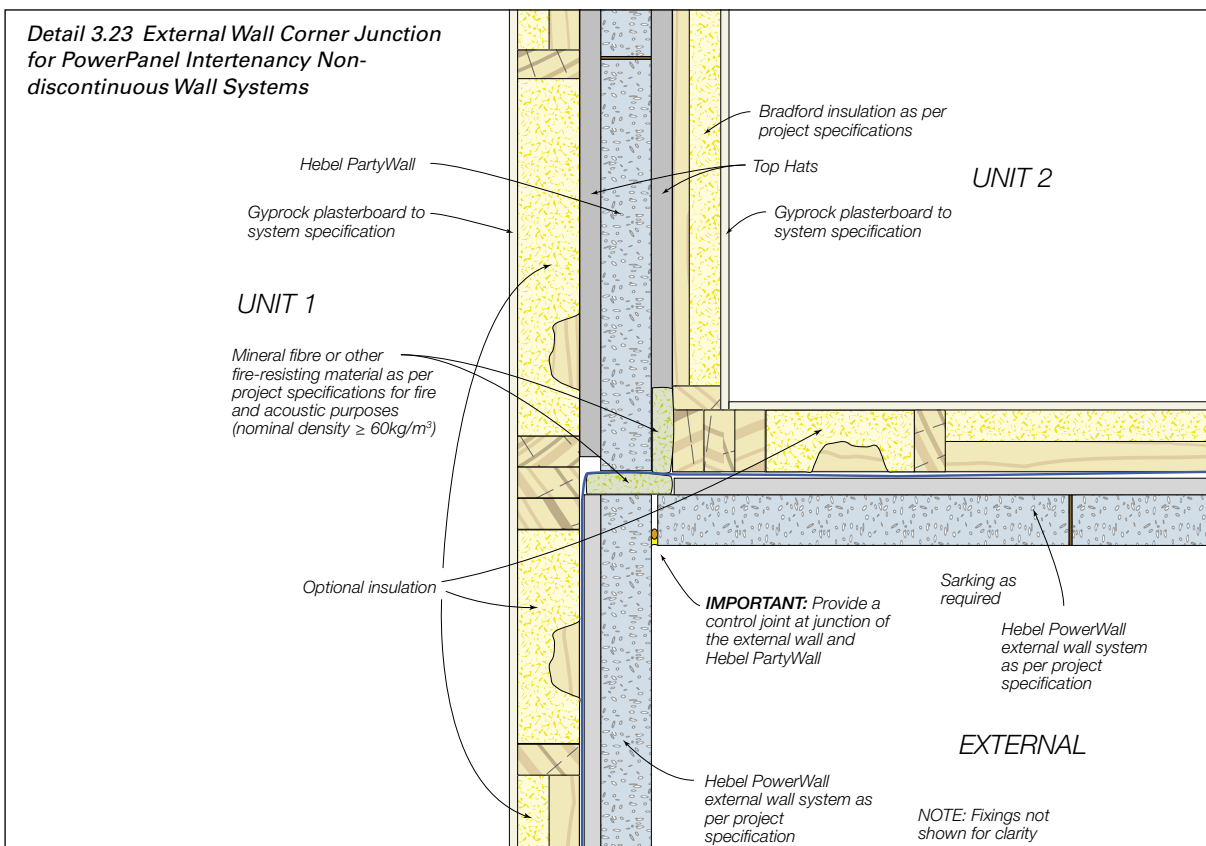 Detail 3.23 External Wall Corner Junction
for PowerPanel Intertenancy Non-
discontinuous Wall Systems
Bradford insulation as per
project specifications
Hebel PartyWall
Top Hats
UNIT 2
Gyprock plasterboard to
system specification
Gyprock plasterboard to
system specification
UNIT 1
Mineral fibre or other
fire-resisting material as per
project specifications for fire
and acoustic purposes
(nominal density ≥ 60kg/m³)
Optional insulation
IMPORTANT: Provide a
control joint at junction of
the external wall and
Hebel PartyWall
Sarking as
required
Hebel PowerWall
external wall system
as per project
specification
EXTERNAL
Hebel PowerWall
external wall system as
per project
specification
NOTE: Fixings not
shown for clarity